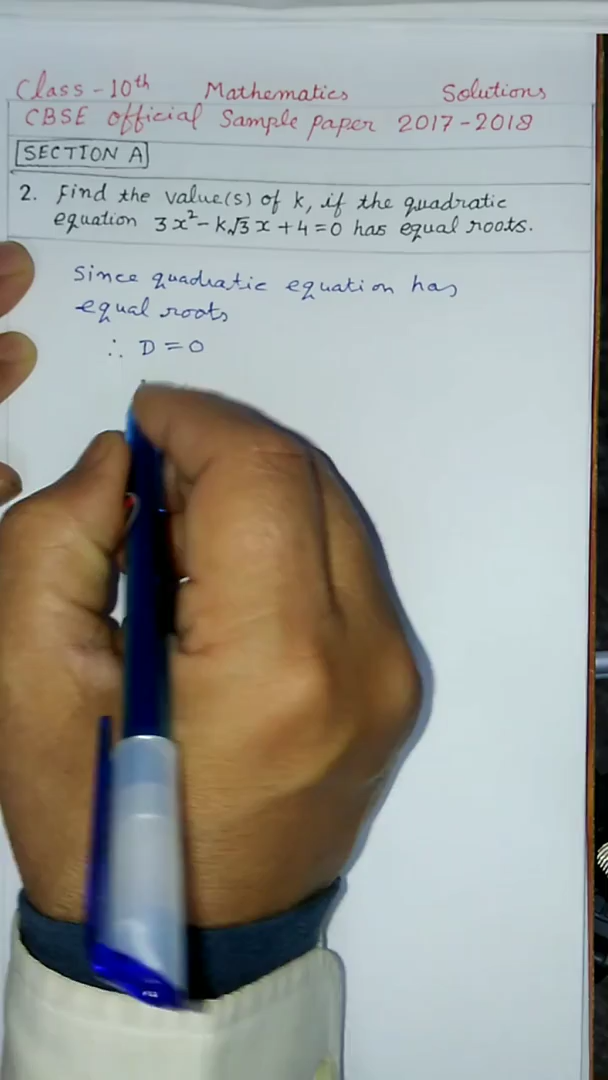 Class - 10th Mathematics Solutions
CBSE official Sample paper 2017-2018
SECTION A
2. Find the value(s) of k, if the quadratic
equation 3x² - k√3x + 4 = 0 has equal roots.
Since quadratic equation has
equal roots
∴ D = 0